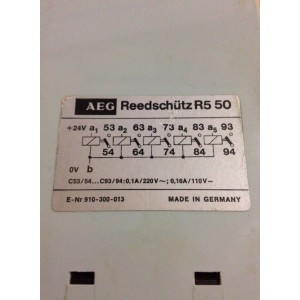 AEG Reedschütz R5 50
+24V a1 53 a2 63 a3 73 a4 83 a5 93
54 64 74 84 94
0V b
C53/54...C93/94:0,1A/220V~; 0,16A/110V–
E-Nr 910-300-013 MADE IN GERMANY